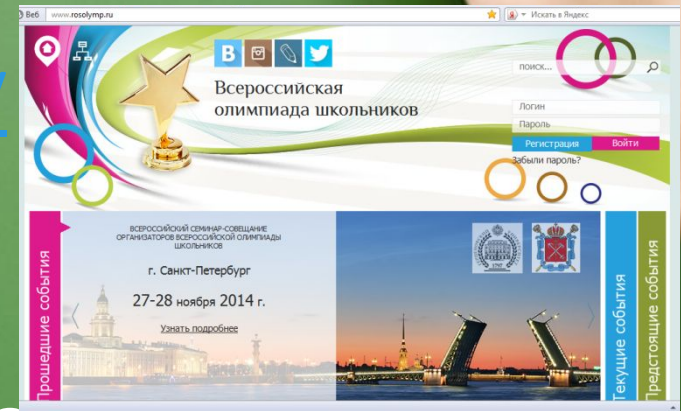 Веб www.rosolymp.ru
Искать в Яндекс
В
Всероссийская
олимпиада школьников
поиск...
Логин
Пароль
Регистрация Войти
Забыли пароль?
Прошедшие события
ВСЕРОССИЙСКИЙ СЕМИНАР-СОВЕЩАНИЕ
ОРГАНИЗАТОРОВ ВСЕРОССИЙСКОЙ ОЛИМПИАДЫ
ШКОЛЬНИКОВ
г. Санкт-Петербург
27-28 ноября 2014 г.
Узнать подробнее
1797
Текущие события
Предстоящие события